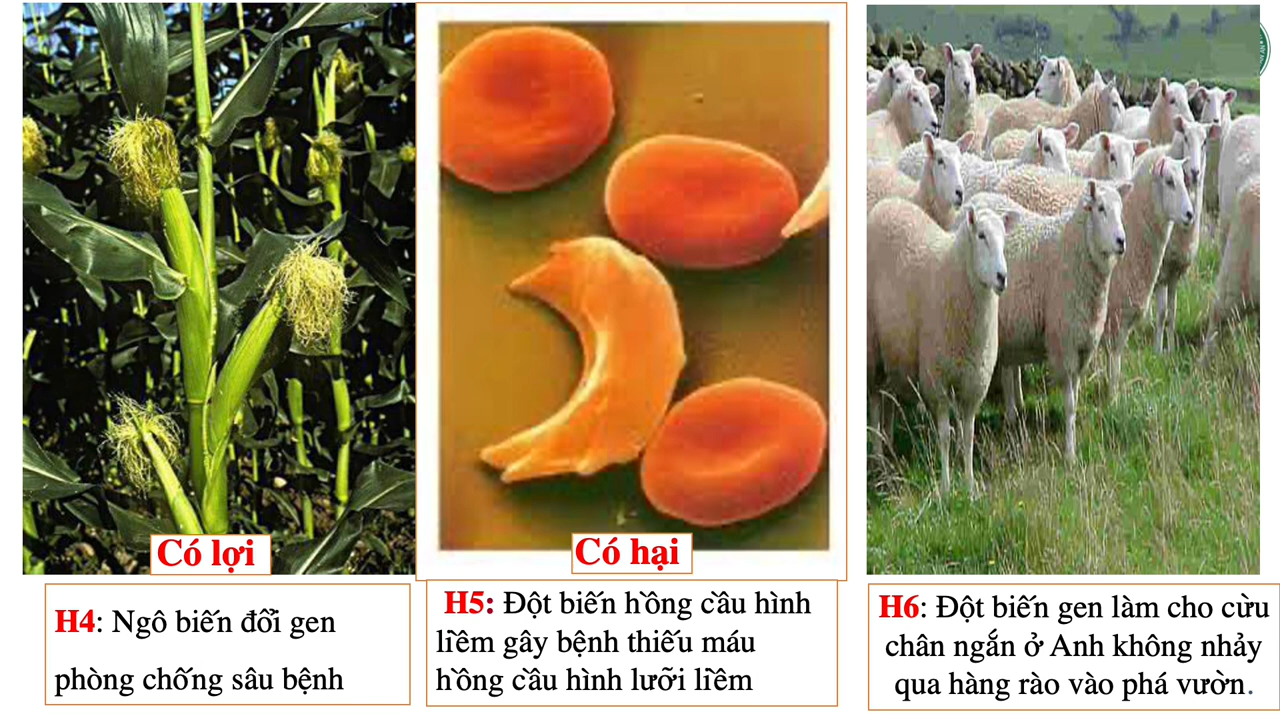 Có lợi
Có hại
H4: Ngô biến đổi gen
phòng chống sâu bệnh
H5: Đột biến hồng cầu hình
liềm gây bệnh thiếu máu
hồng cầu hình lưỡi liềm
H6: Đột biến gen làm cho cừu
chân ngắn ở Anh không nhảy
qua hàng rào vào phá vườn.